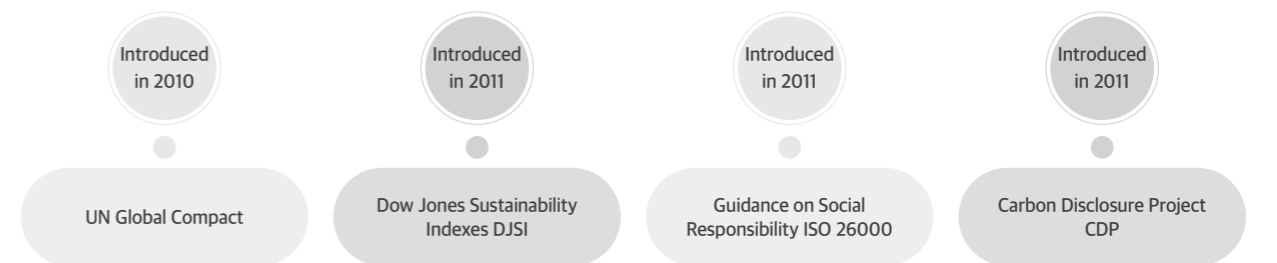 Introduced
in 2010
UN Global Compact
Introduced
in 2011
Dow Jones Sustainability
Indexes DJSI
Introduced
in 2011
Guidance on Social
Responsibility ISO 26000
Introduced
in 2011
Carbon Disclosure Project
CDP